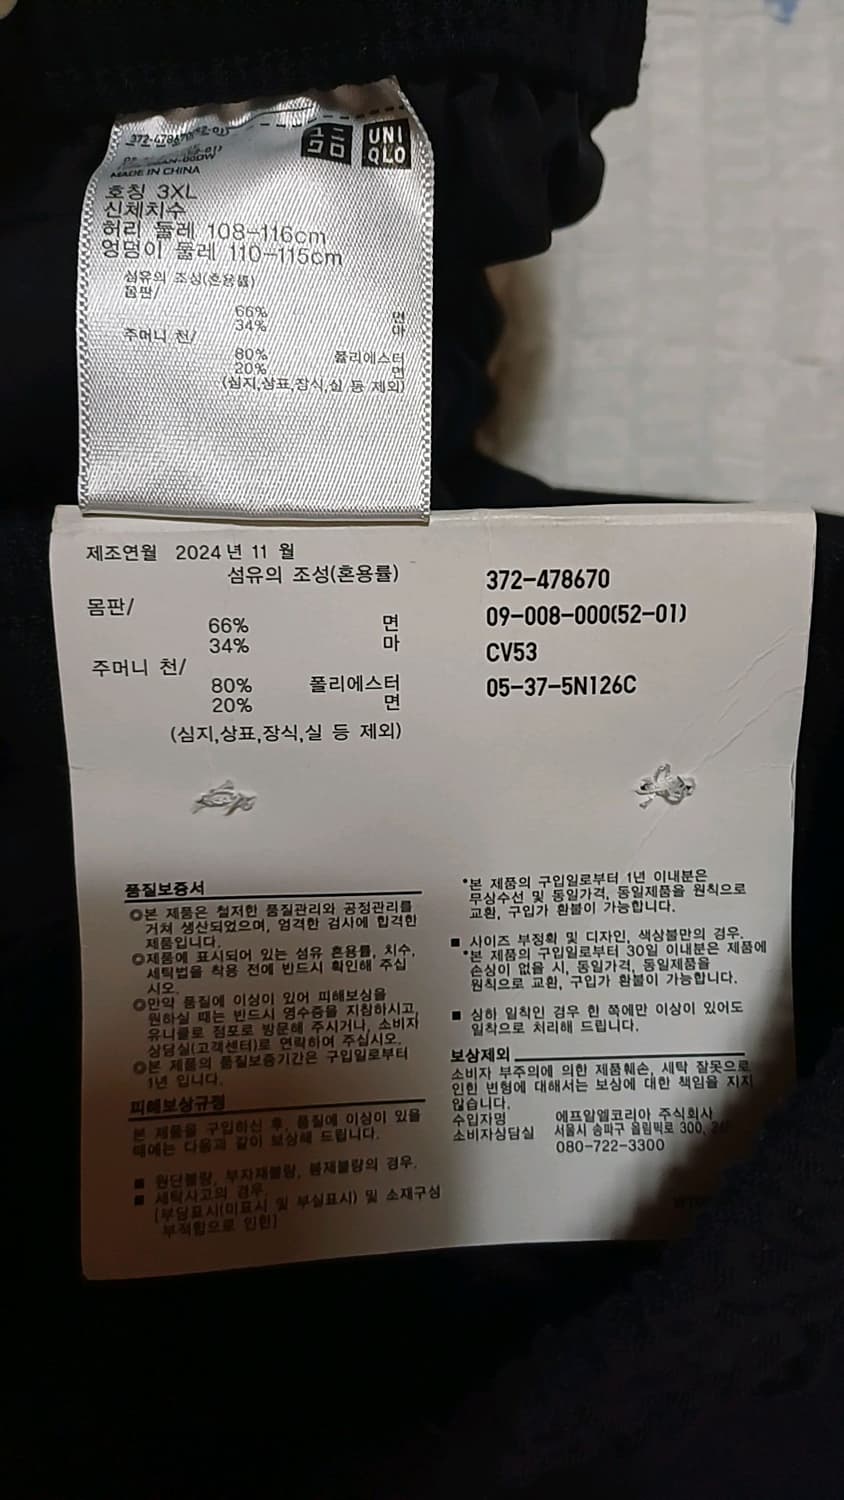 372-478670(52-01)
MADE IN CHINA
UNI
QLO
호칭 3XL
신체치수
허리 둘레 108-116cm
엉덩이 둘레 110-115cm
섬유의 조성(혼용률)
몸판/
66% 면
34% 마
주머니 천/
80% 폴리에스터
20% 면
(심지,상표,장식,실 등 제외)
제조연월 2024년 11 월
섬유의 조성(혼용률)
몸판/
66% 면
34% 마
주머니 천/
80% 폴리에스터
20% 면
(심지,상표,장식,실 등 제외)
372-478670
09-008-000(52-01)
CV53
05-37-5N126C
품질보증서
◎본 제품은 철저한 품질관리와 공정관리를
거쳐 생산되었으며, 엄격한 검사에 합격한
제품입니다.
◎제품에 표시되어 있는 섬유 혼용률, 치수,
세탁법을 착용 전에 반드시 확인해 주십
시오.
◎만약 품질에 이상이 있어 피해보상을
원하실 때는 반드시 영수증을 지참하시고,
유니클로 점포로 방문해 주시거나, 소비자
상담실(고객센터)로 연락하여 주십시오.
◎본 제품의 품질보증기간은 구입일로부터
1년 입니다.
피해보상규정
본 제품을 구입하신 후, 품질에 이상이 있을
때에는 다음과 같이 보상해 드립니다.
■ 원단불량, 부자재불량, 봉제불량의 경우.
■ 세탁사고의 경우
[부당표시(미표시 및 부실표시) 및 소재구성
부적합으로 인한]
*본 제품의 구입일로부터 1년 이내분은
무상수선 및 동일가격, 동일제품을 원칙으로
교환, 구입가 환불이 가능합니다.
■ 사이즈 부정확 및 디자인, 색상불만의 경우.
*본 제품의 구입일로부터 30일 이내분은 제품에
손상이 없을 시, 동일가격, 동일제품을
원칙으로 교환, 구입가 환불이 가능합니다.
■ 상하 일착인 경우 한 쪽에만 이상이 있어도
일착으로 처리해 드립니다.
보상제외
소비자 부주의에 의한 제품훼손, 세탁 잘못으로
인한 변형에 대해서는 보상에 대한 책임을 지지
않습니다.
수입자명 에프알엘코리아 주식회사
소비자상담실 서울시 송파구 올림픽로 300,
080-722-3300